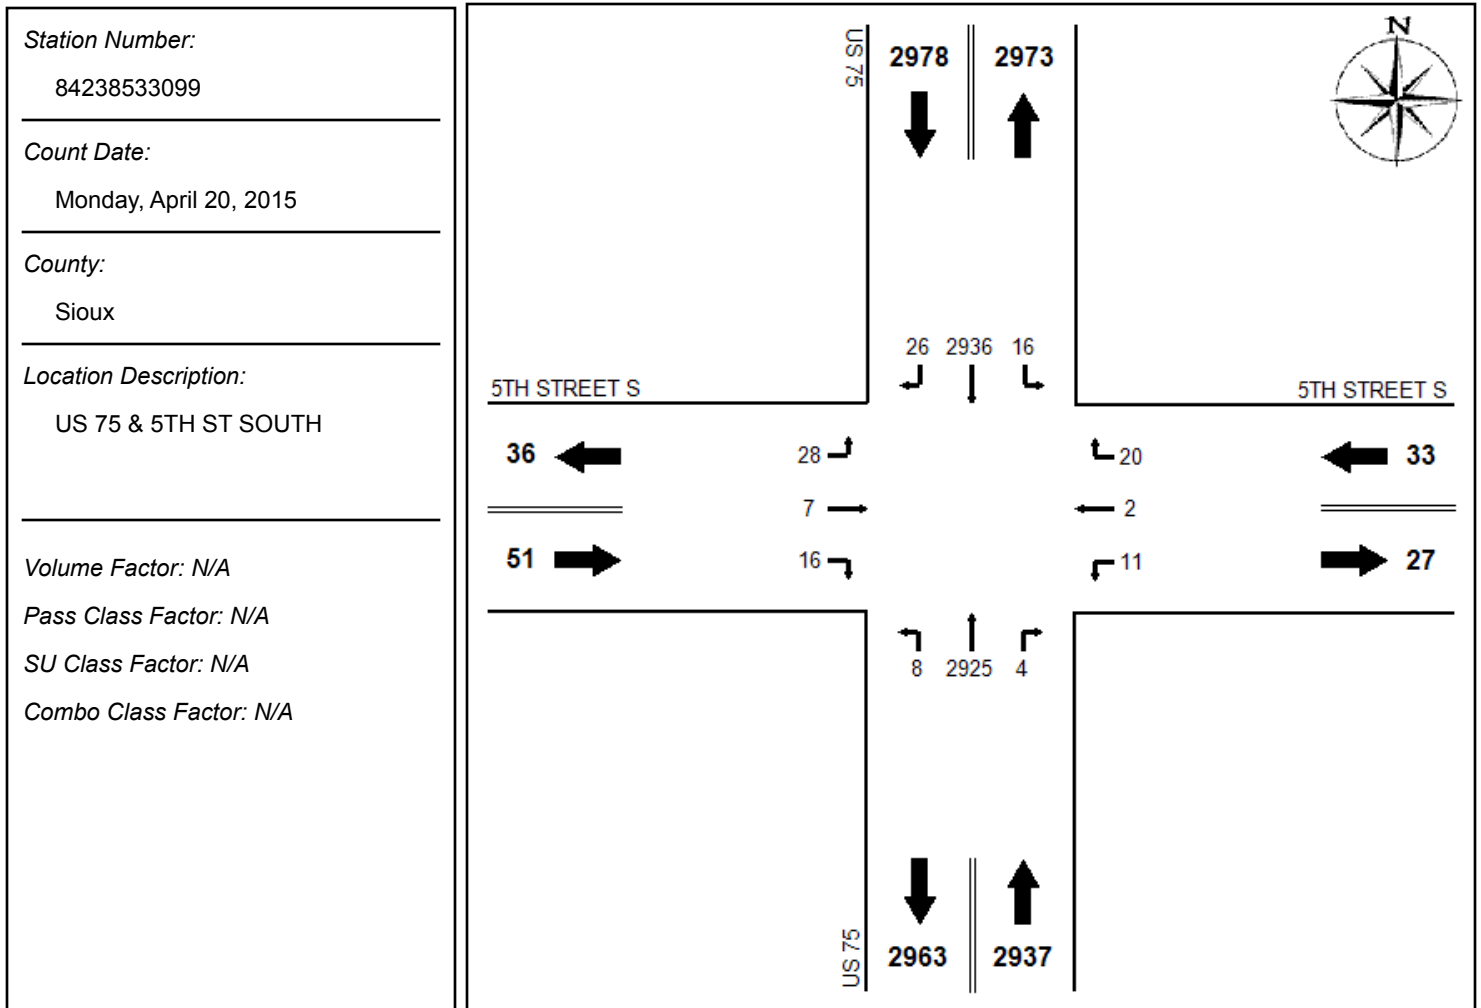 Station Number:
84238533099
Count Date:
Monday, April 20, 2015
County:
Sioux
Location Description:
US 75 & 5TH ST SOUTH
Volume Factor: N/A
Pass Class Factor: N/A
SU Class Factor: N/A
Combo Class Factor: N/A
N
US 75
2978 2973
26 2936 16
5TH STREET S
5TH STREET S
36 28 20 33
7 2
51 16 11 27
8 2925 4
US 75
2963 2937